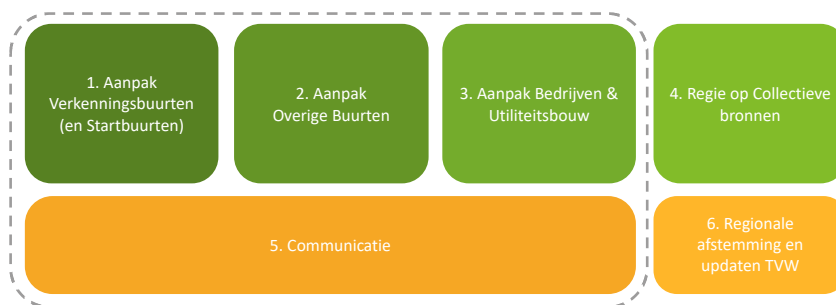 1. Aanpak
Verkenningsbuurten
(en Startbuurten)
2. Aanpak
Overige Buurten
3. Aanpak Bedrijven &
Utiliteitsbouw
4. Regie op Collectieve
bronnen
5. Communicatie
6. Regionale
afstemming en
updaten TVW